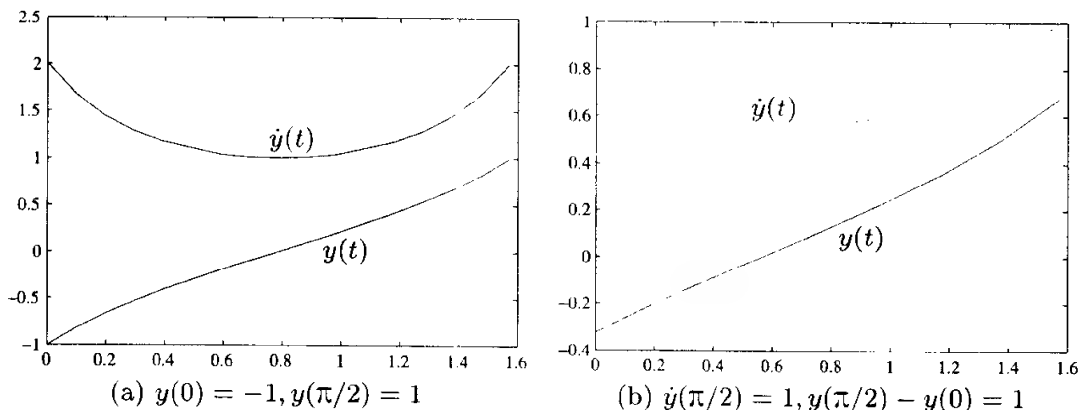 2.5
2
1.5
1
0.5
0
−0.5
−1
0 0.2 0.4 0.6 0.8 1 1.2 1.4 1.6
ẏ(t)
y(t)
(a) y(0) = −1, y(π/2) = 1
1
0.8
0.6
0.4
0.2
0
−0.2
−0.4
0 0.2 0.4 0.6 0.8 1 1.2 1.4 1.6
ẏ(t)
y(t)
(b) ẏ(π/2) = 1, y(π/2) − y(0) = 1